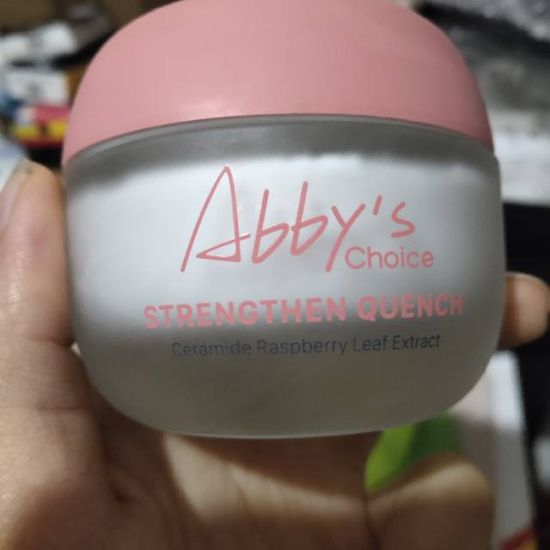 Abby's
Choice
STRENGTHEN QUENCH
Ceramide Raspberry Leaf Extract